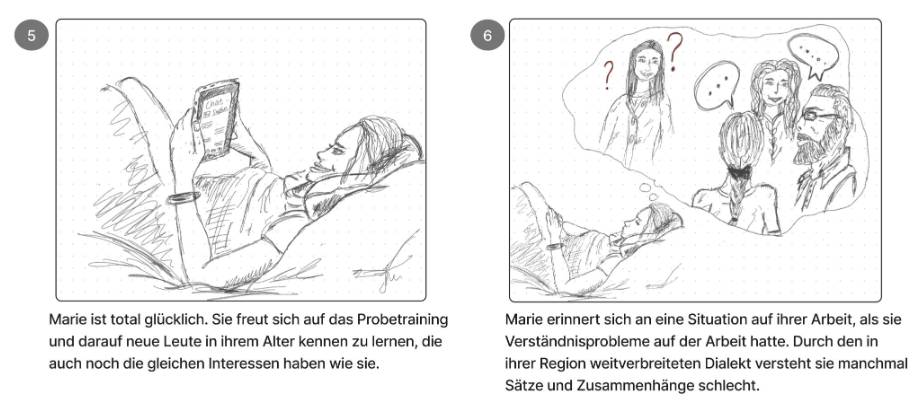 5
Chat
Marie ist total glücklich. Sie freut sich auf das Probetraining
und darauf neue Leute in ihrem Alter kennen zu lernen, die
auch noch die gleichen Interessen haben wie sie.
6
? ?
Marie erinnert sich an eine Situation auf ihrer Arbeit, als sie
Verständnisprobleme auf der Arbeit hatte. Durch den in
ihrer Region weitverbreiteten Dialekt versteht sie manchmal
Sätze und Zusammenhänge schlecht.